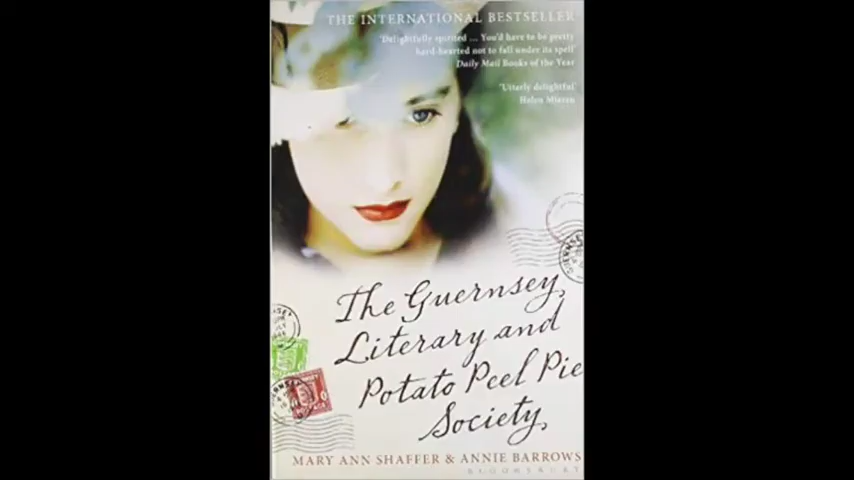 THE INTERNATIONAL BESTSELLER
'Delightfully spirited ... You'd have to be pretty
hard-hearted not to fall under its spell'
Daily Mail Books of the Year
'Utterly delightful'
Helen Mirren
The Guernsey
Literary and
Potato Peel Pie
Society
MARY ANN SHAFFER & ANNIE BARROWS
BLOOMSBURY
GUERNSEY